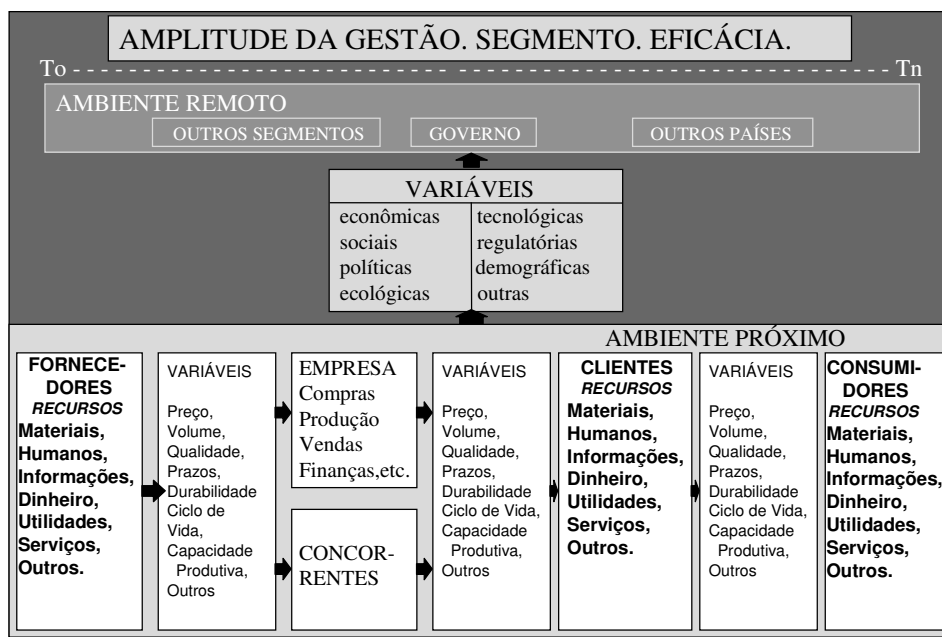 AMPLITUDE DA GESTÃO. SEGMENTO. EFICÁCIA.
To - - - - - - - - - - - - - - - - - - - - - - - - - - - - - - - - - - - - - - - - - - - - - - - - - - - - - - - - - - - - Tn
AMBIENTE REMOTO
OUTROS SEGMENTOS
GOVERNO
OUTROS PAÍSES
VARIÁVEIS
econômicas
sociais
políticas
ecológicas
tecnológicas
regulatórias
demográficas
outras
AMBIENTE PRÓXIMO
FORNECE-
DORES
RECURSOS
Materiais,
Humanos,
Informações,
Dinheiro,
Utilidades,
Serviços,
Outros.
VARIÁVEIS
Preço,
Volume,
Qualidade,
Prazos,
Durabilidade
Ciclo de
Vida,
Capacidade
Produtiva,
Outros
EMPRESA
Compras
Produção
Vendas
Finanças,etc.
CONCOR-
RENTES
VARIÁVEIS
Preço,
Volume,
Qualidade,
Prazos,
Durabilidade
Ciclo de Vida,
Capacidade
Produtiva,
Outros
CLIENTES
RECURSOS
Materiais,
Humanos,
Informações,
Dinheiro,
Utilidades,
Serviços,
Outros.
VARIÁVEIS
Preço,
Volume,
Qualidade,
Prazos,
Durabilidade
Ciclo de Vida,
Capacidade
Produtiva,
Outros
CONSUMI-
DORES
RECURSOS
Materiais,
Humanos,
Informações,
Dinheiro,
Utilidades,
Serviços,
Outros.